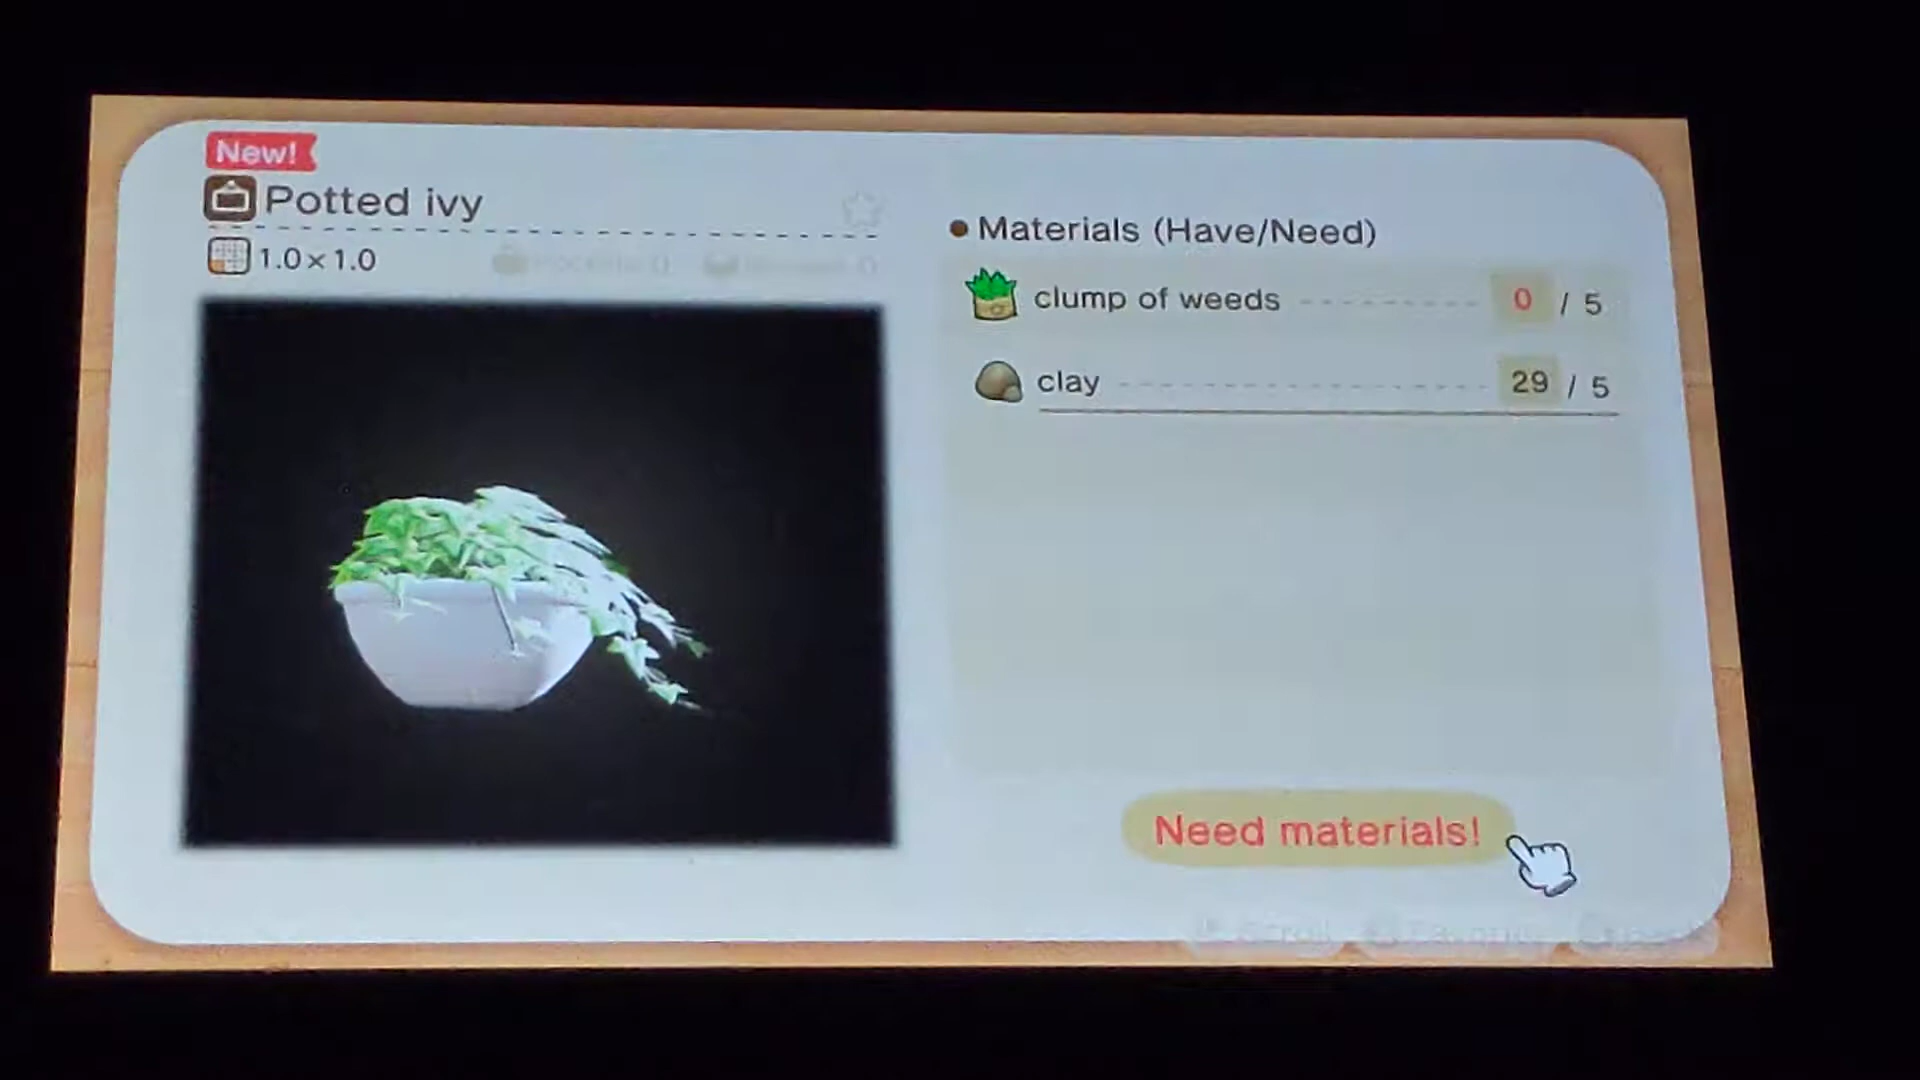 New!
Potted ivy
1.0×1.0
Materials (Have/Need)
clump of weeds 0 / 5
clay 29 / 5
Need materials!
Scroll